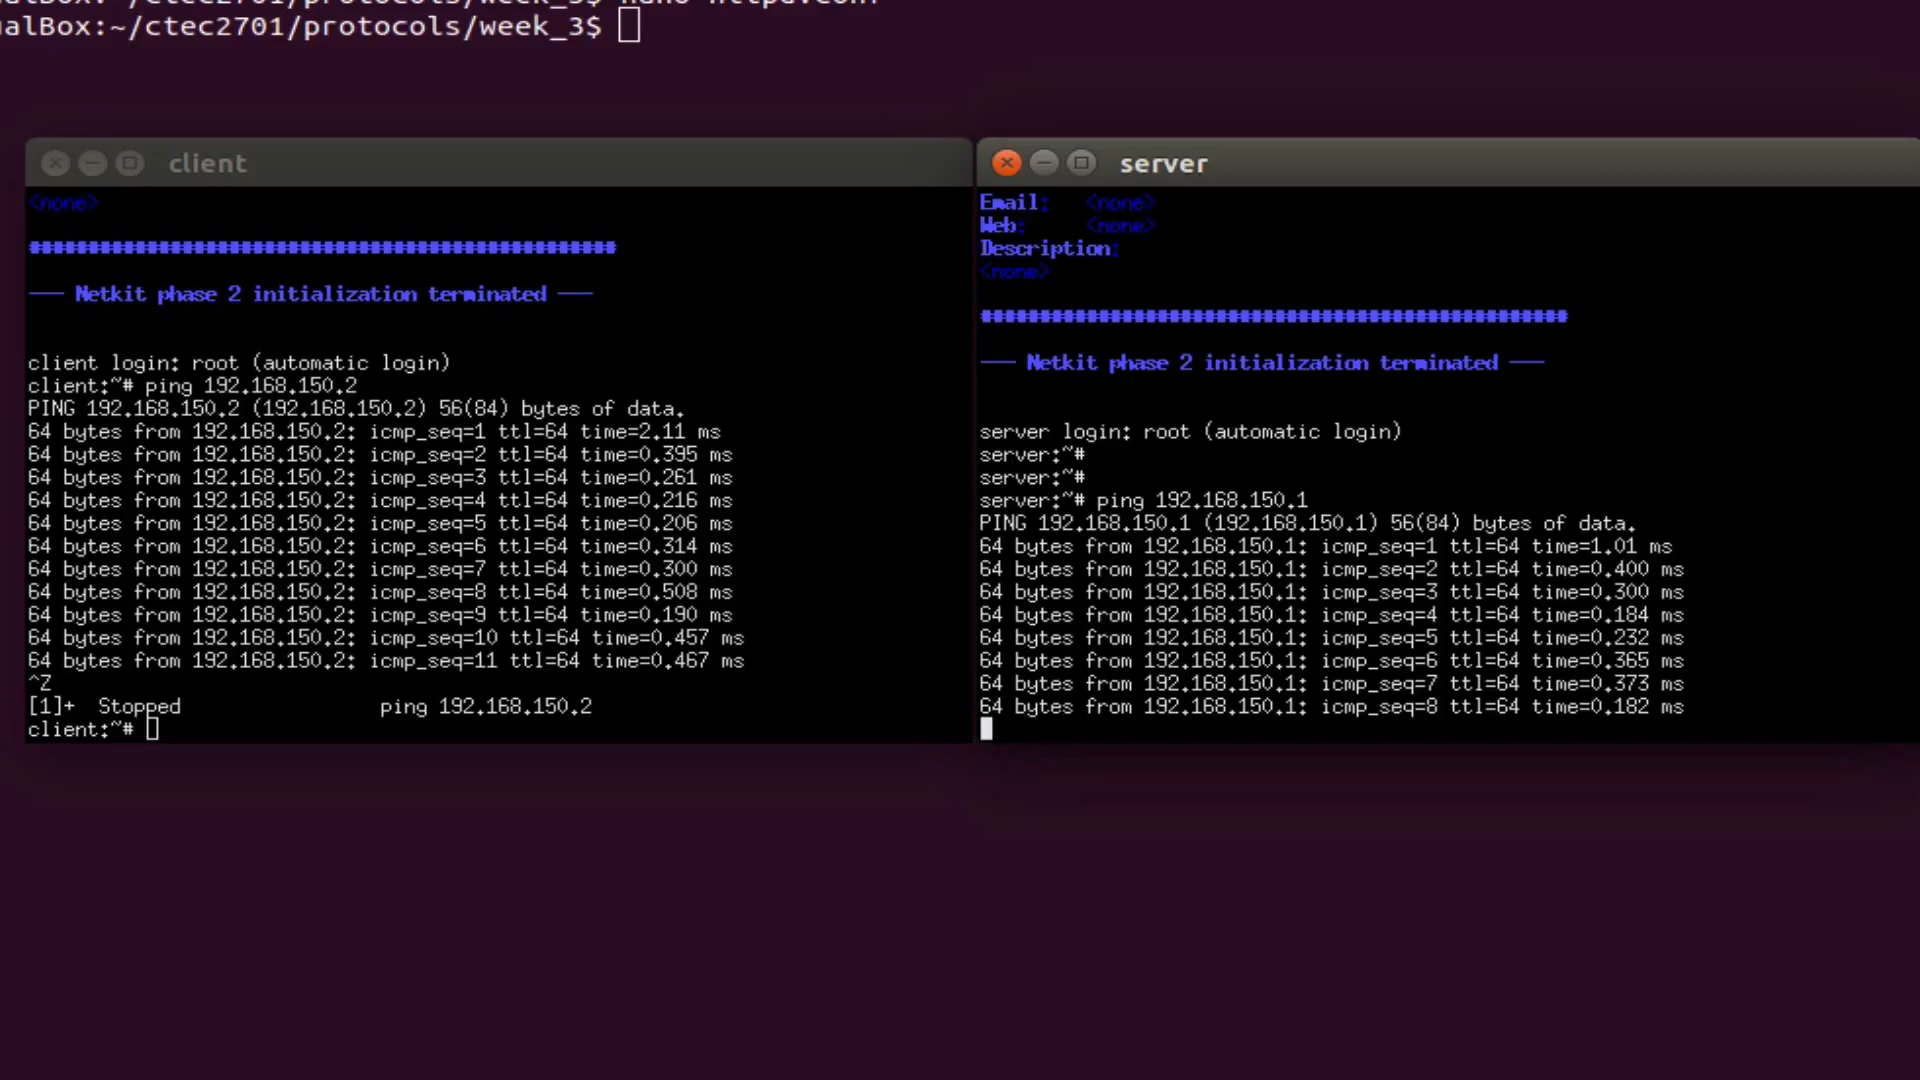 alBox:~/ctec2701/protocols/week_3$
client
<none>
##################################################
--- Netkit phase 2 initialization terminated ---
client login: root (automatic login)
client:~# ping 192.168.150.2
PING 192.168.150.2 (192.168.150.2) 56(84) bytes of data.
64 bytes from 192.168.150.2: icmp_seq=1 ttl=64 time=2.11 ms
64 bytes from 192.168.150.2: icmp_seq=2 ttl=64 time=0.395 ms
64 bytes from 192.168.150.2: icmp_seq=3 ttl=64 time=0.261 ms
64 bytes from 192.168.150.2: icmp_seq=4 ttl=64 time=0.216 ms
64 bytes from 192.168.150.2: icmp_seq=5 ttl=64 time=0.206 ms
64 bytes from 192.168.150.2: icmp_seq=6 ttl=64 time=0.314 ms
64 bytes from 192.168.150.2: icmp_seq=7 ttl=64 time=0.300 ms
64 bytes from 192.168.150.2: icmp_seq=8 ttl=64 time=0.508 ms
64 bytes from 192.168.150.2: icmp_seq=9 ttl=64 time=0.190 ms
64 bytes from 192.168.150.2: icmp_seq=10 ttl=64 time=0.457 ms
64 bytes from 192.168.150.2: icmp_seq=11 ttl=64 time=0.467 ms
^Z
[1]+  Stopped                 ping 192.168.150.2
client:~#
server
Email:   <none>
Web:     <none>
Description:
<none>
##################################################
--- Netkit phase 2 initialization terminated ---
server login: root (automatic login)
server:~#
server:~#
server:~# ping 192.168.150.1
PING 192.168.150.1 (192.168.150.1) 56(84) bytes of data.
64 bytes from 192.168.150.1: icmp_seq=1 ttl=64 time=1.01 ms
64 bytes from 192.168.150.1: icmp_seq=2 ttl=64 time=0.400 ms
64 bytes from 192.168.150.1: icmp_seq=3 ttl=64 time=0.300 ms
64 bytes from 192.168.150.1: icmp_seq=4 ttl=64 time=0.184 ms
64 bytes from 192.168.150.1: icmp_seq=5 ttl=64 time=0.232 ms
64 bytes from 192.168.150.1: icmp_seq=6 ttl=64 time=0.365 ms
64 bytes from 192.168.150.1: icmp_seq=7 ttl=64 time=0.373 ms
64 bytes from 192.168.150.1: icmp_seq=8 ttl=64 time=0.182 ms